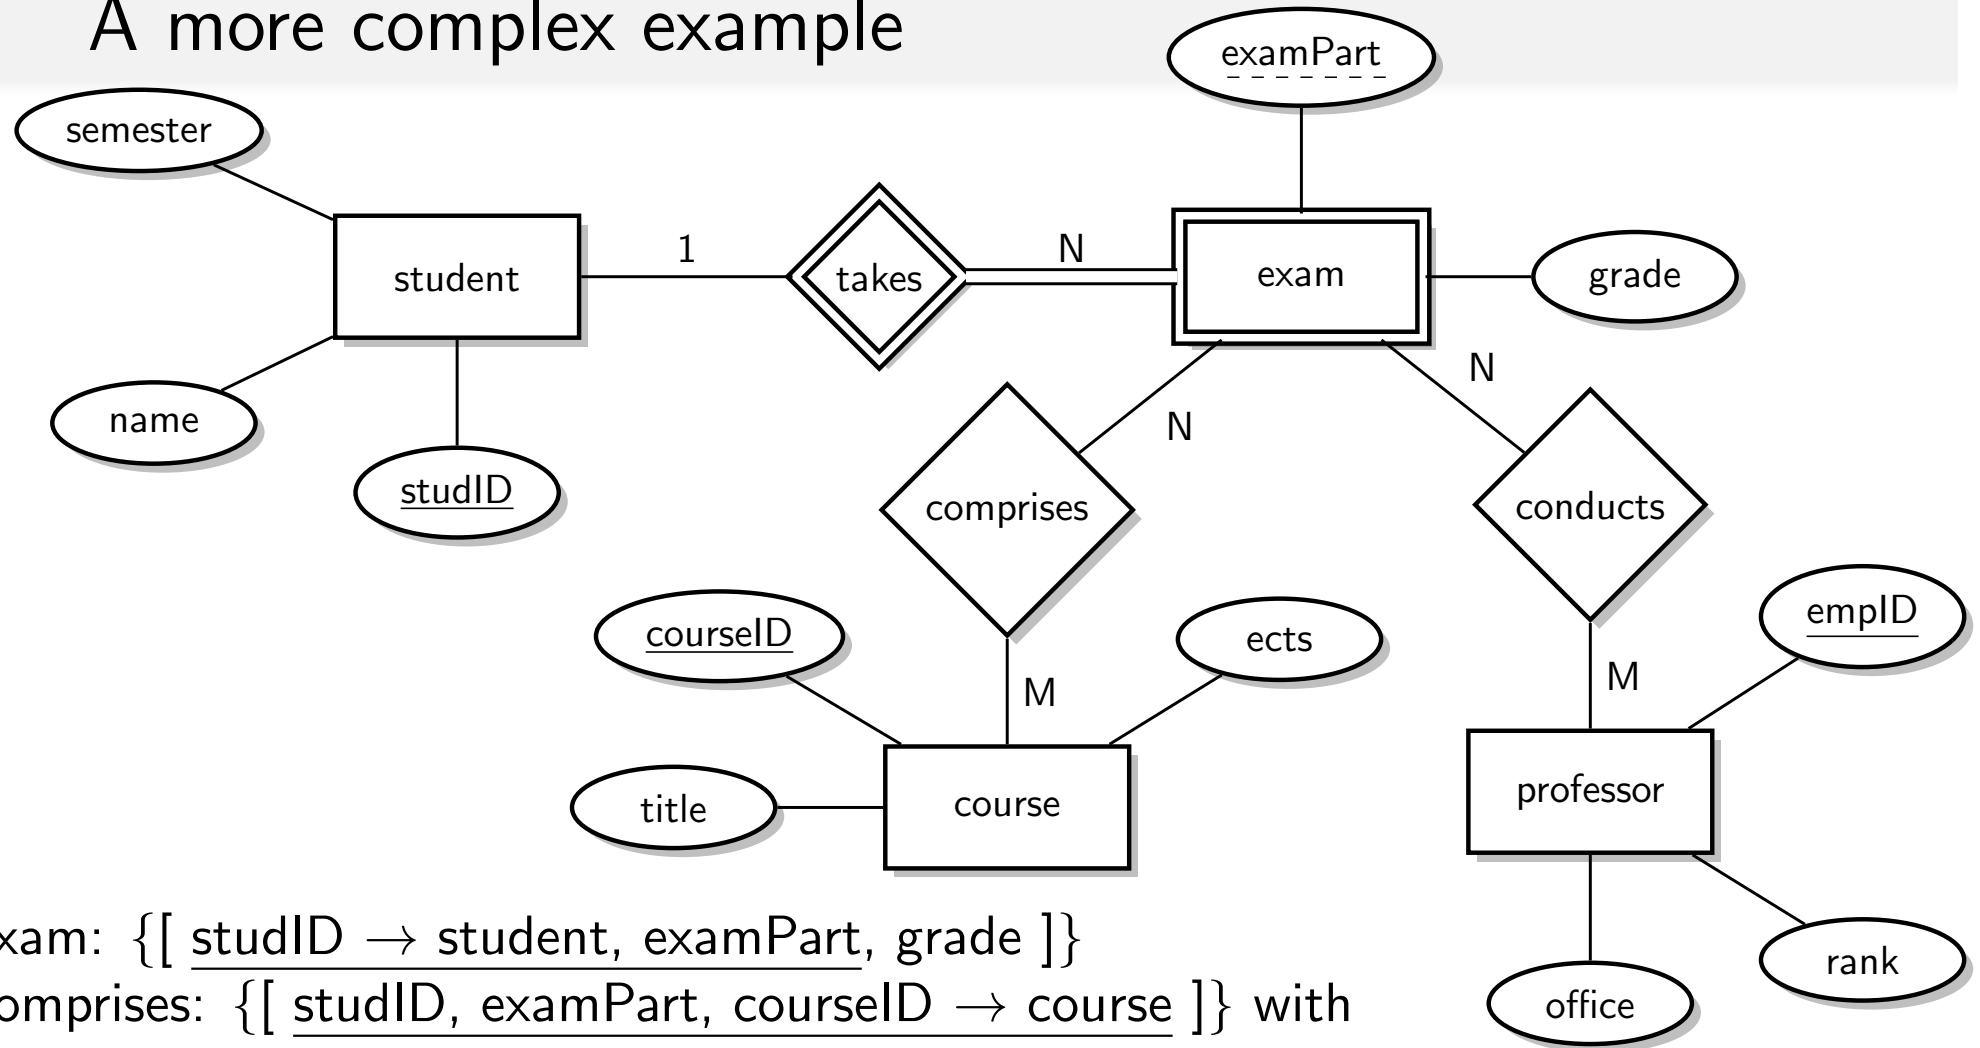 A more complex example
examPart
semester
student
1
takes
N
exam
grade
name
studID
N
N
comprises
conducts
courseID
ects
empID
M
M
title
course
professor
xam: {[ studID → student, examPart, grade ]}
omprises: {[ studID, examPart, courseID → course ]} with
rank
office